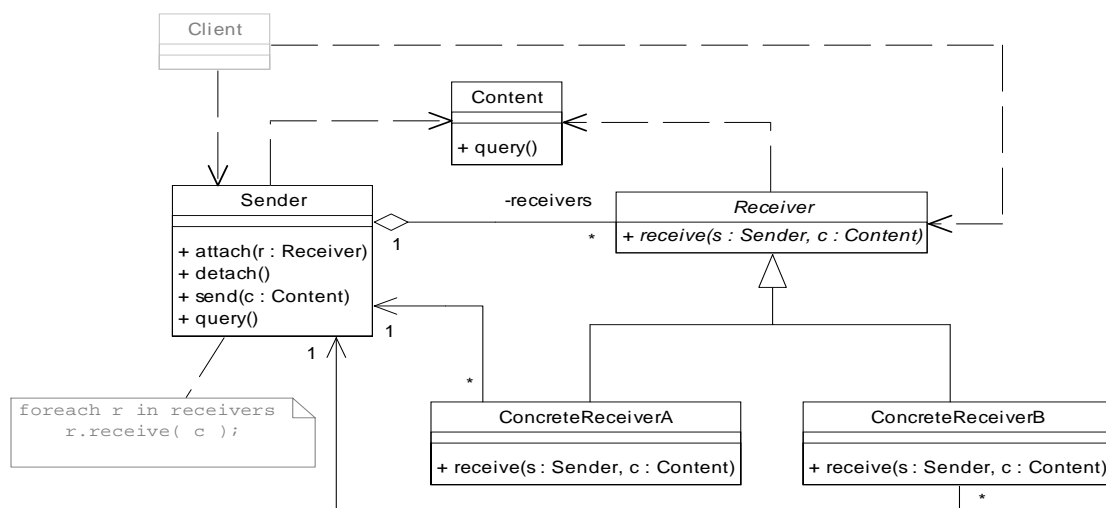 Client
Content
+ query()
Sender
+ attach(r : Receiver)
+ detach()
+ send(c : Content)
+ query()
-receivers
1
*
Receiver
+ receive(s : Sender, c : Content)
1
*
1
foreach r in receivers
r.receive( c );
ConcreteReceiverA
+ receive(s : Sender, c : Content)
ConcreteReceiverB
+ receive(s : Sender, c : Content)
*